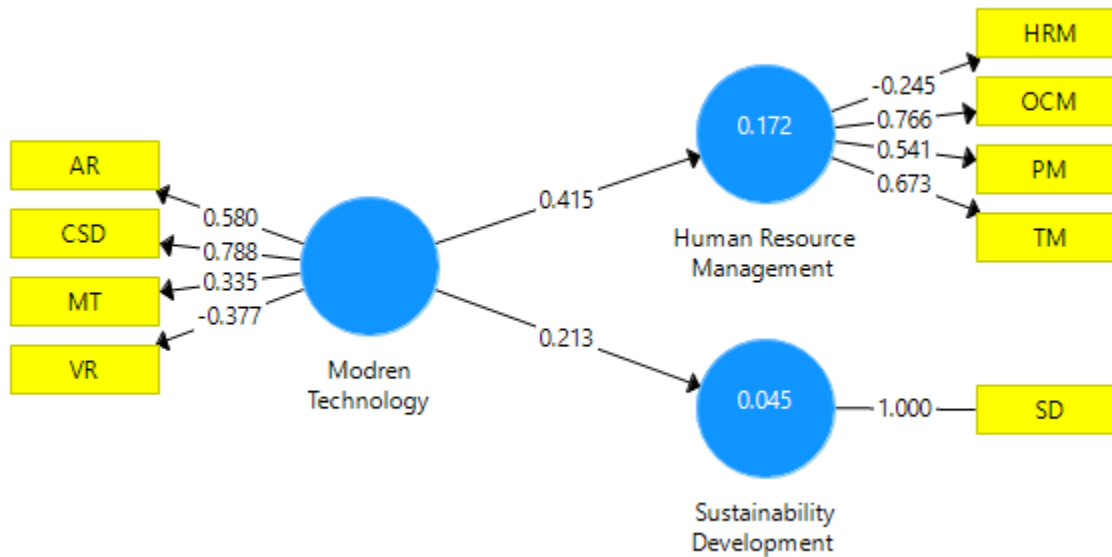 AR
CSD
MT
VR
0.580
0.788
0.335
-0.377
Modren
Technology
0.415
0.213
0.172
Human Resource
Management
-0.245
0.766
0.541
0.673
HRM
OCM
PM
TM
0.045
Sustainability
Development
1.000
SD